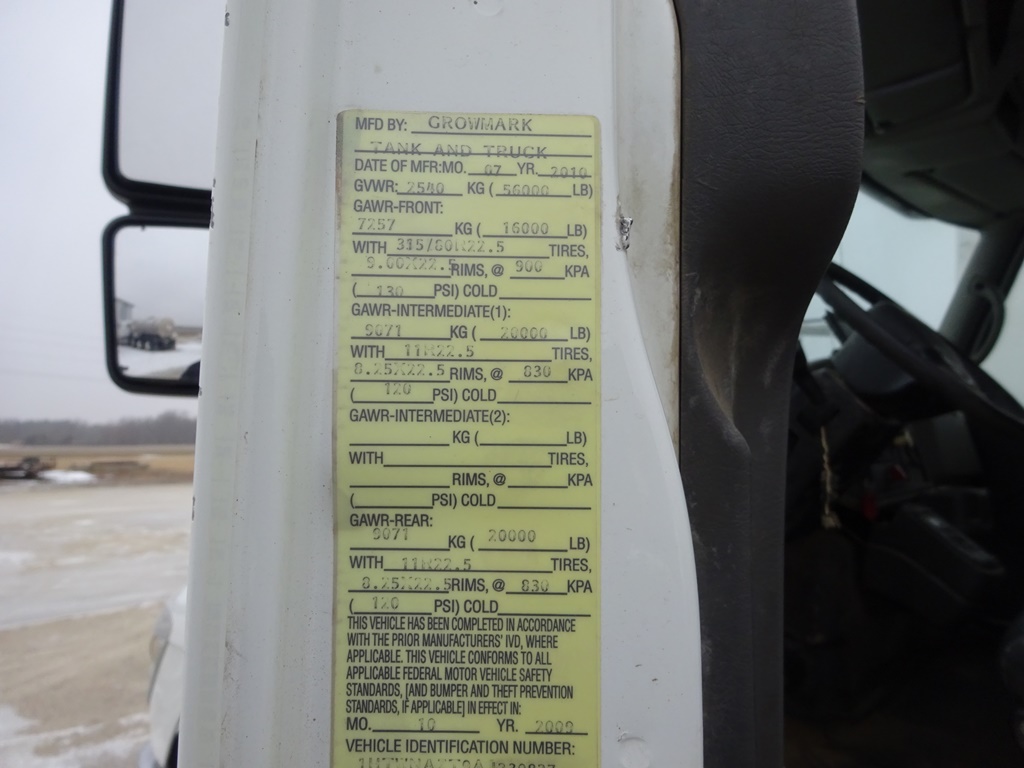 MFD BY: GROWMARK
TANK AND TRUCK
DATE OF MFR:MO. 07 YR. 2010
GVWR: 2540 KG ( 56000 LB)
GAWR-FRONT:
7257 KG ( 16000 LB)
WITH 315/80R22.5 TIRES,
9.00X22.5 RIMS, @ 900 KPA
( 130 PSI) COLD
GAWR-INTERMEDIATE(1):
9071 KG ( 20000 LB)
WITH 11R22.5 TIRES,
8.25X22.5 RIMS, @ 830 KPA
( 120 PSI) COLD
GAWR-INTERMEDIATE(2):
KG ( LB)
WITH TIRES,
RIMS, @ KPA
( PSI) COLD
GAWR-REAR:
9071 KG ( 20000 LB)
WITH 11R22.5 TIRES,
8.25X22.5 RIMS, @ 830 KPA
( 120 PSI) COLD
THIS VEHICLE HAS BEEN COMPLETED IN ACCORDANCE
WITH THE PRIOR MANUFACTURERS' IVD, WHERE
APPLICABLE. THIS VEHICLE CONFORMS TO ALL
APPLICABLE FEDERAL MOTOR VEHICLE SAFETY
STANDARDS, [AND BUMPER AND THEFT PREVENTION
STANDARDS, IF APPLICABLE] IN EFFECT IN:
MO. 10 YR. 2009
VEHICLE IDENTIFICATION NUMBER: